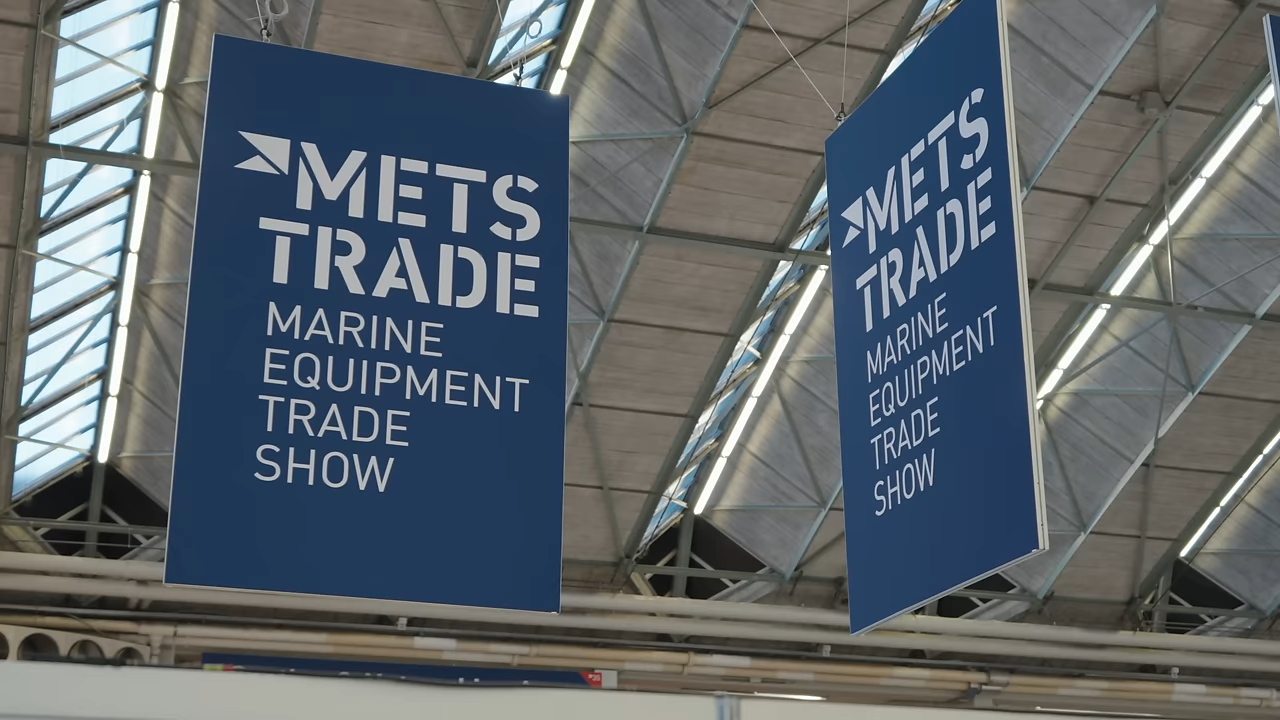 METS
TRADE
MARINE
EQUIPMENT
TRADE
SHOW
METS
TRADE
MARINE
EQUIPMENT
TRADE
SHOW